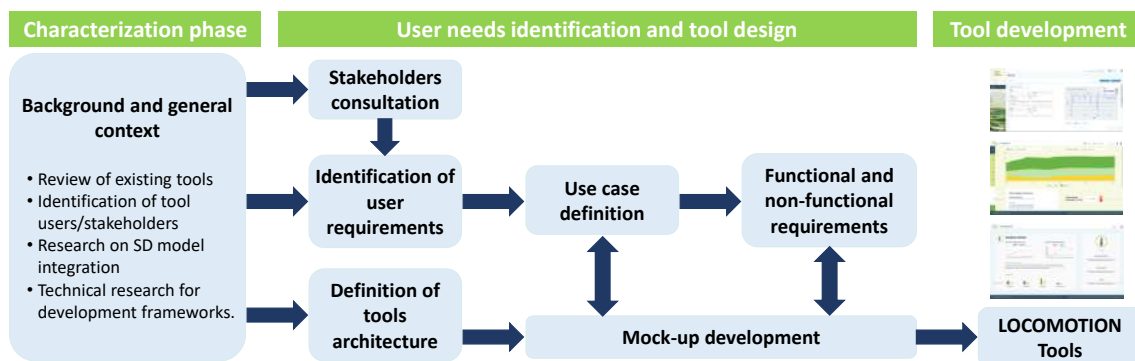 Characterization phase
User needs identification and tool design
Tool development
Background and general
context
• Review of existing tools
• Identification of tool
users/stakeholders
• Research on SD model
integration
• Technical research for
development frameworks.
Stakeholders
consultation
Identification of
user
requirements
Definition of
tools
architecture
Use case
definition
Functional and
non-functional
requirements
Mock-up development
LOCOMOTION
Tools